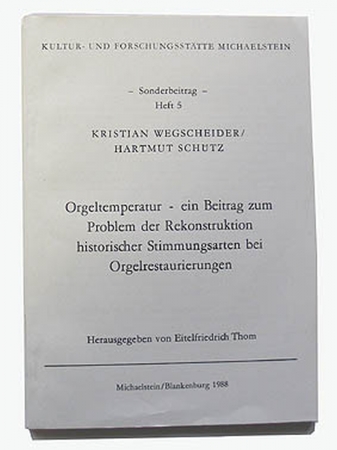 KULTUR- UND FORSCHUNGSSTÄTTE MICHAELSTEIN
– Sonderbeitrag –
Heft 5
KRISTIAN WEGSCHEIDER/
HARTMUT SCHÜTZ
Orgeltemperatur - ein Beitrag zum
Problem der Rekonstruktion
historischer Stimmungsarten bei
Orgelrestaurierungen
Herausgegeben von Eitelfriedrich Thom
Michaelstein/Blankenburg 1988